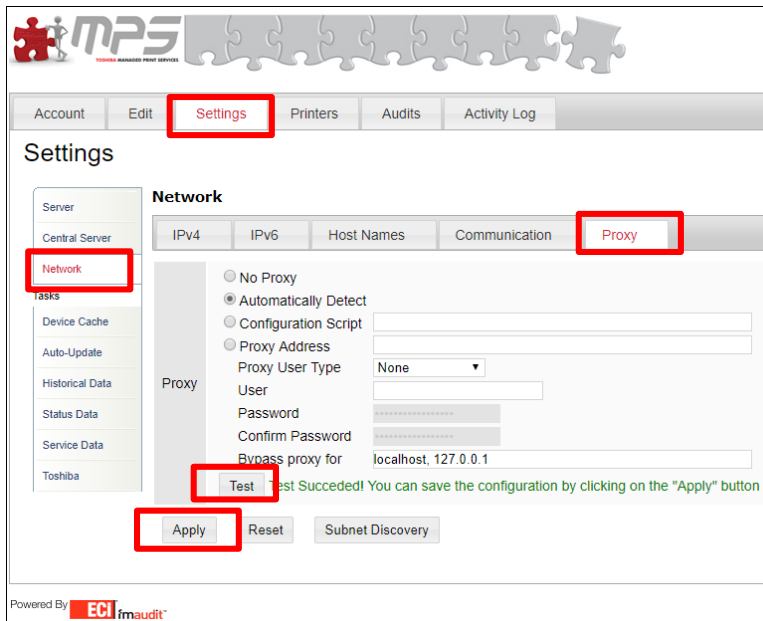 MPS
TOSHIBA MANAGED PRINT SERVICES
Account Edit Settings Printers Audits Activity Log
Settings
Server
Central Server
Network
Tasks
Device Cache
Auto-Update
Historical Data
Status Data
Service Data
Toshiba
Network
IPv4 IPv6 Host Names Communication Proxy
Proxy
No Proxy
Automatically Detect
Configuration Script
Proxy Address
Proxy User Type None
User
Password
Confirm Password
Bypass proxy for localhost, 127.0.0.1
Test Test Succeded! You can save the configuration by clicking on the "Apply" button
Apply Reset Subnet Discovery
Powered By ECi fmaudit